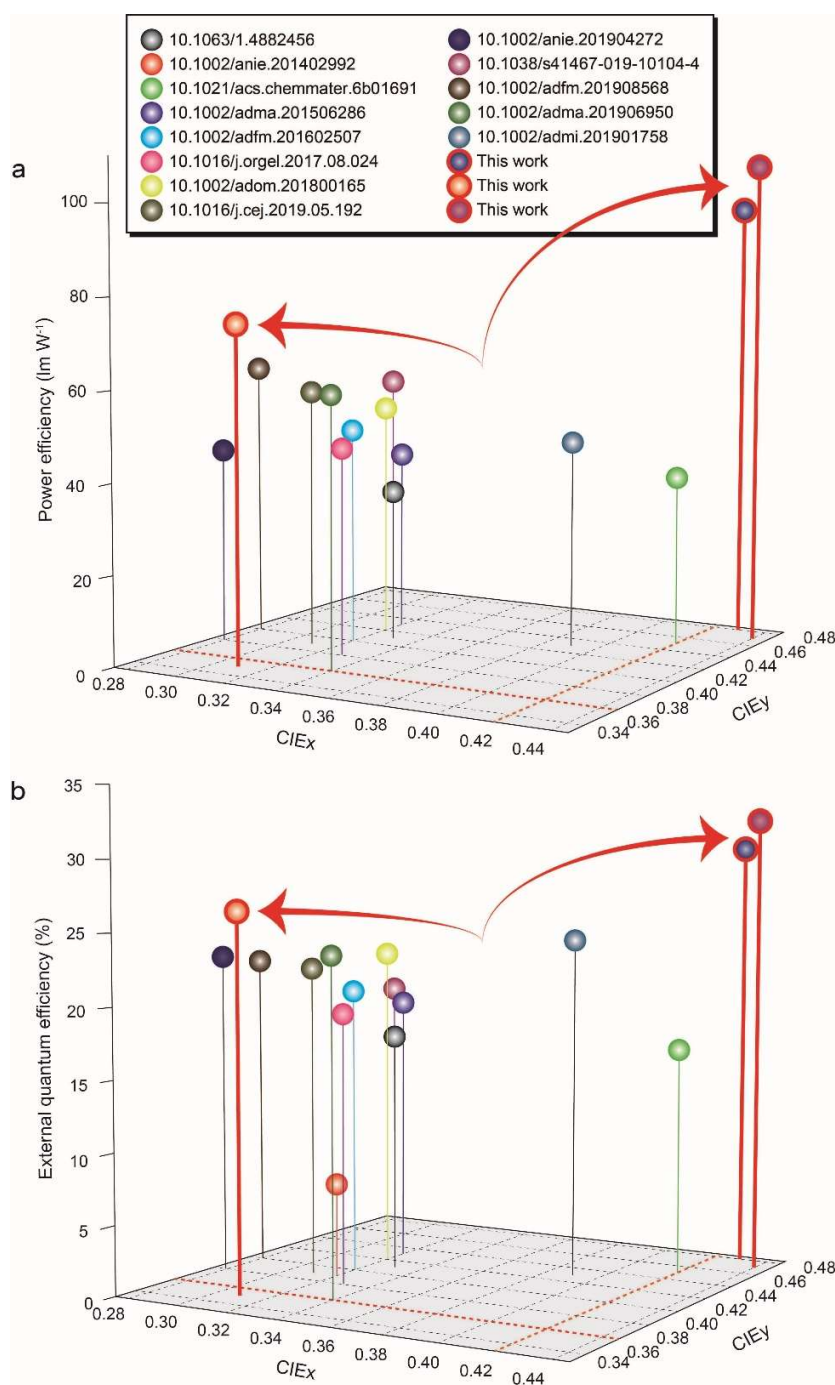 10.1063/1.4882456
10.1002/anie.201402992
10.1021/acs.chemmater.6b01691
10.1002/adma.201506286
10.1002/adfm.201602507
10.1016/j.orgel.2017.08.024
10.1002/adom.201800165
10.1016/j.cej.2019.05.192
10.1002/anie.201904272
10.1038/s41467-019-10104-4
10.1002/adfm.201908568
10.1002/adma.201906950
10.1002/admi.201901758
This work
This work
This work
a
Power efficiency (lm W⁻¹)
100
80
60
40
20
0
0.28
0.30
0.32
0.34
0.36
0.38
0.40
0.42
0.44
CIEx
0.34
0.36
0.38
0.40
0.42
0.44
0.46
0.48
CIEy
b
External quantum efficiency (%)
35
30
25
20
15
10
5
0
0.28
0.30
0.32
0.34
0.36
0.38
0.40
0.42
0.44
CIEx
0.34
0.36
0.38
0.40
0.42
0.44
0.46
0.48
CIEy